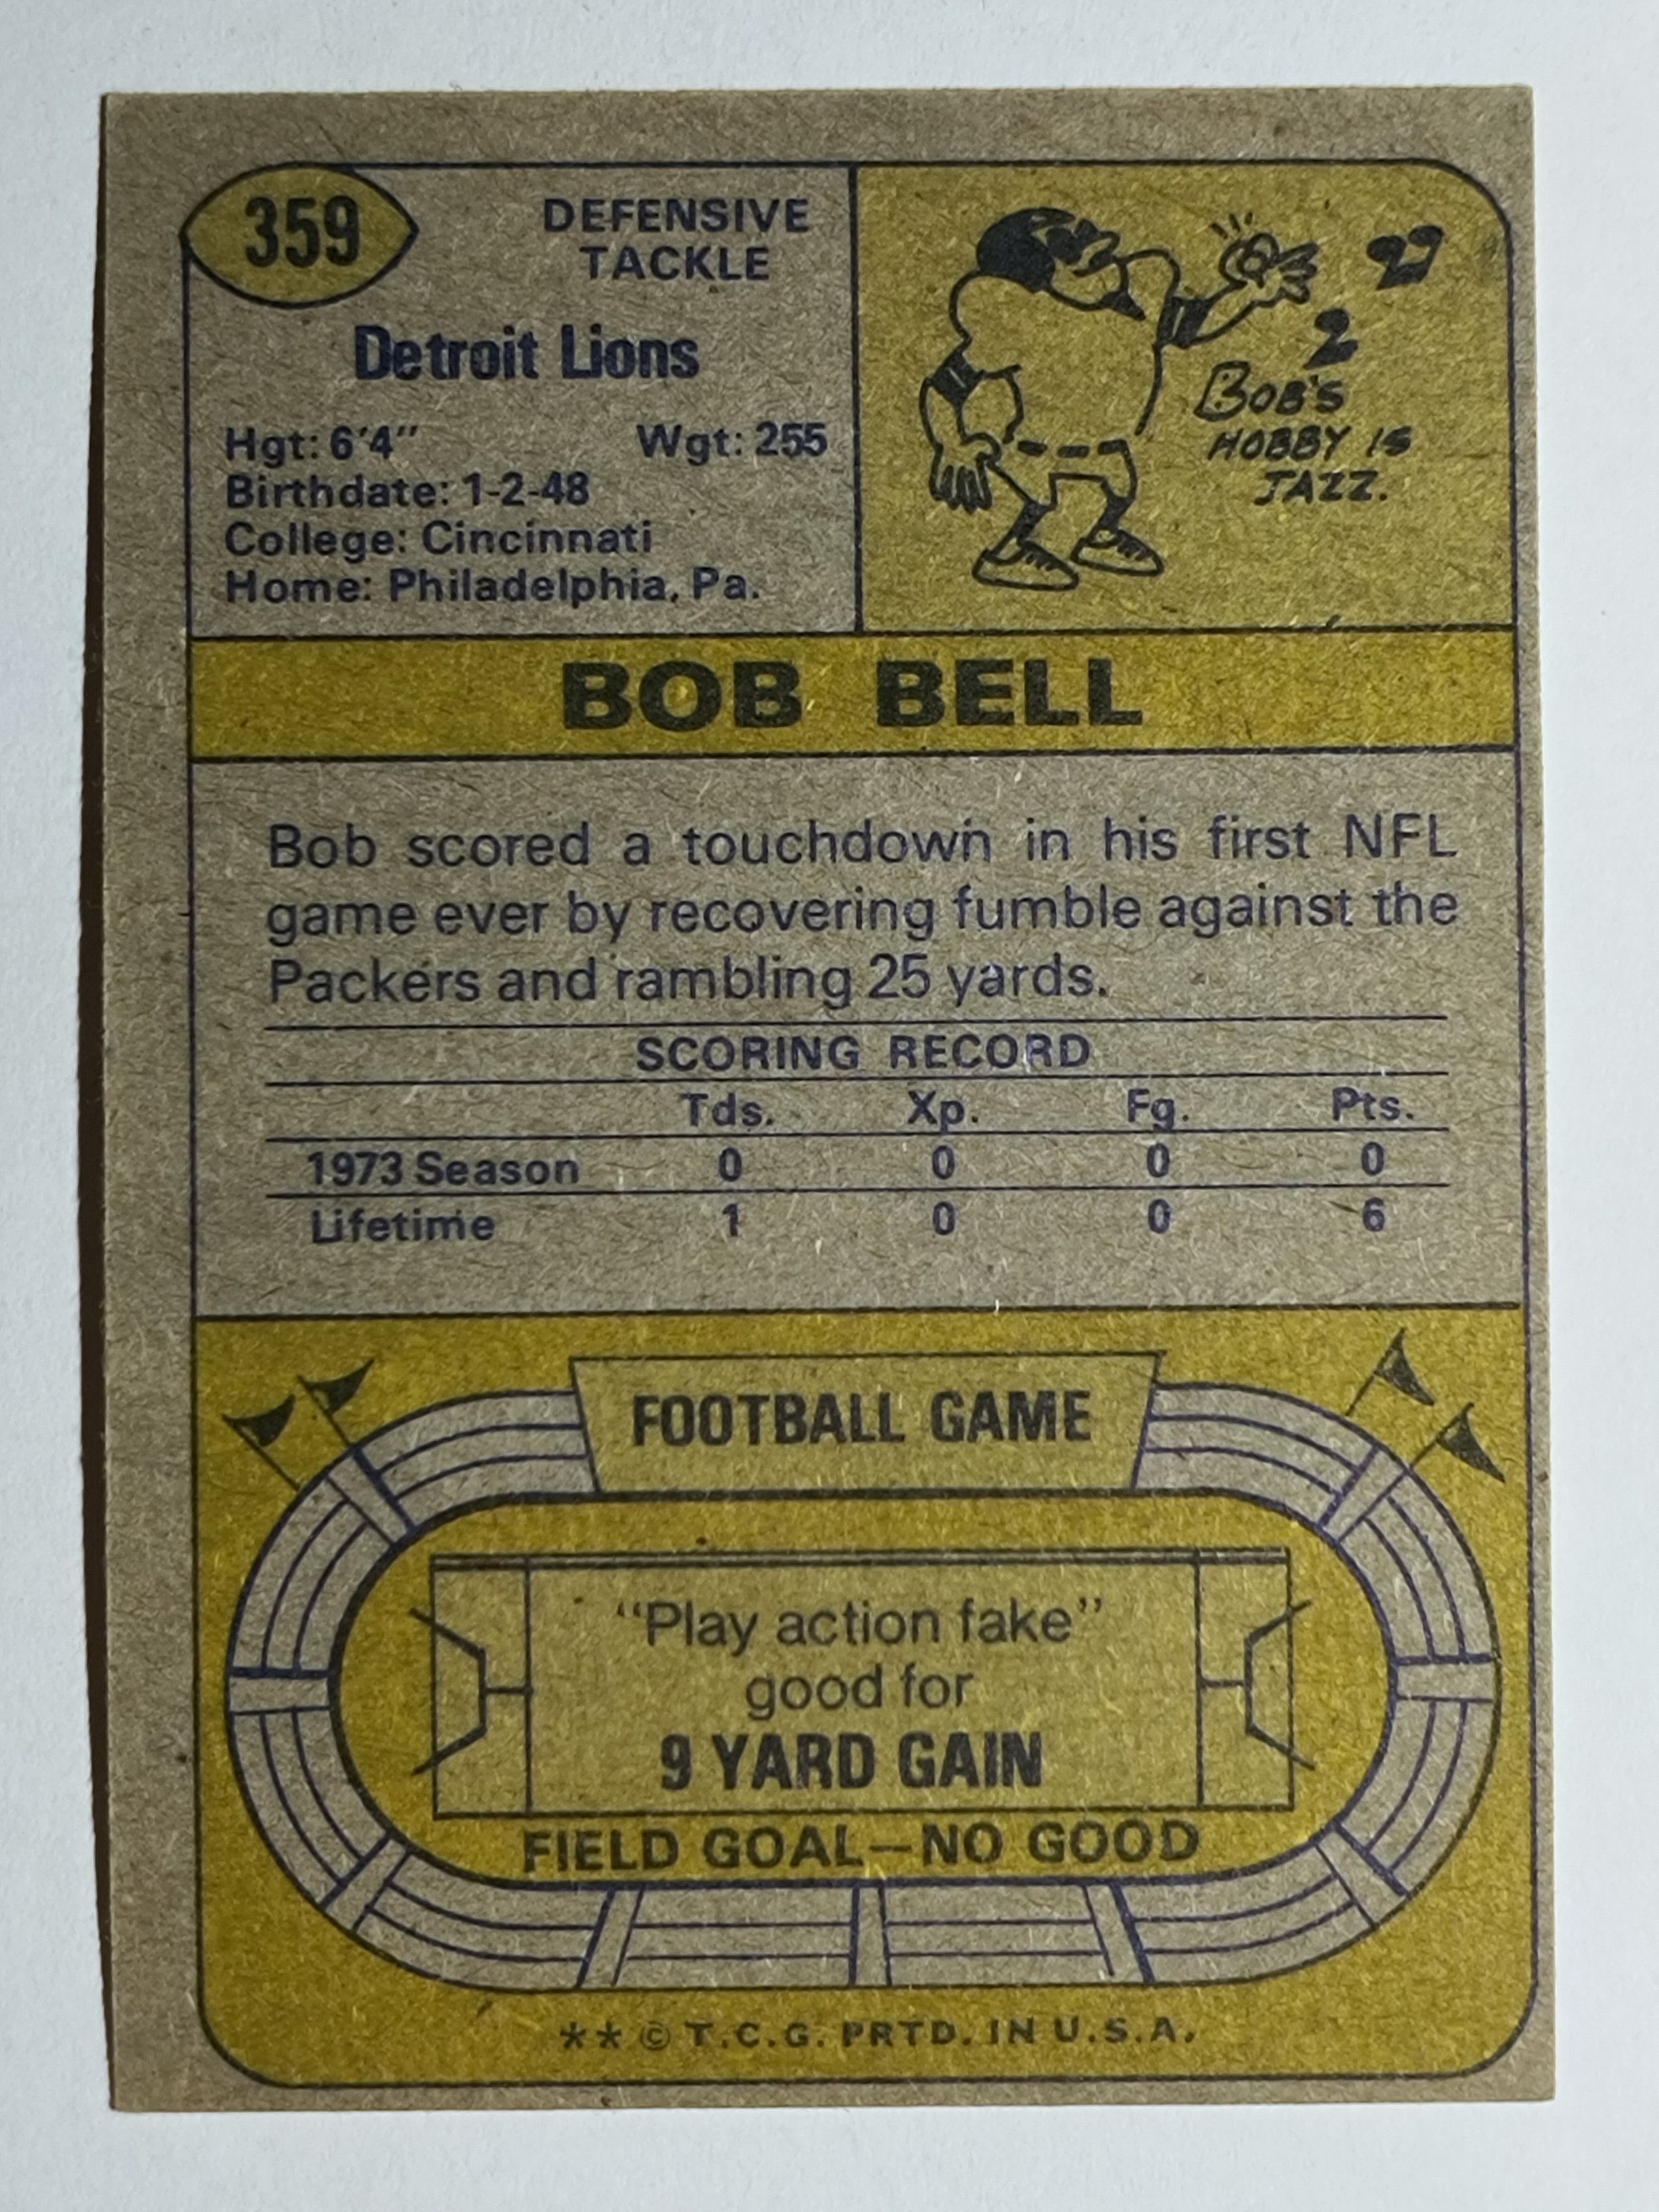 359
DEFENSIVE
TACKLE
Detroit Lions
Hgt: 6'4" Wgt: 255
Birthdate: 1-2-48
College: Cincinnati
Home: Philadelphia, Pa.
BOB'S
HOBBY IS
JAZZ.
BOB BELL
Bob scored a touchdown in his first NFL
game ever by recovering fumble against the
Packers and rambling 25 yards.
SCORING RECORD
Tds. Xp. Fg. Pts.
1973 Season 0 0 0 0
Lifetime 1 0 0 6
FOOTBALL GAME
"Play action fake"
good for
9 YARD GAIN
FIELD GOAL—NO GOOD
** © T.C.G. PRTD. IN U.S.A.